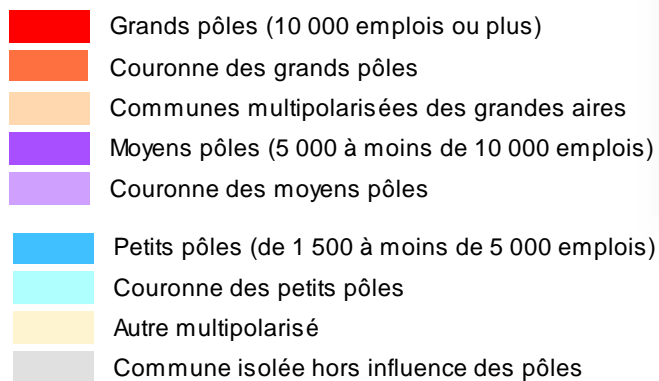 Grands pôles (10 000 emplois ou plus)
Couronne des grands pôles
Communes multipolarisées des grandes aires
Moyens pôles (5 000 à moins de 10 000 emplois)
Couronne des moyens pôles
Petits pôles (de 1 500 à moins de 5 000 emplois)
Couronne des petits pôles
Autre multipolarisé
Commune isolée hors influence des pôles